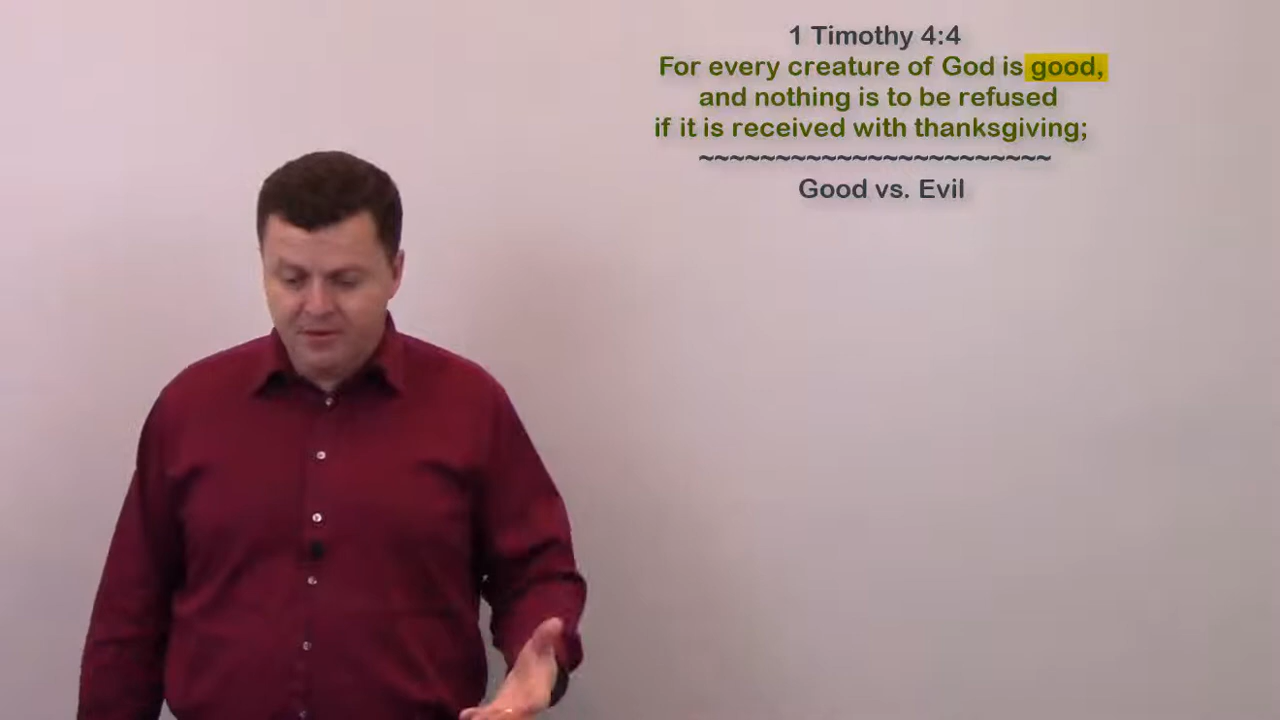 1 Timothy 4:4
For every creature of God is good,
and nothing is to be refused
if it is received with thanksgiving;
~~~~~~~~~~~~~~~~~~~~~~~
Good vs. Evil